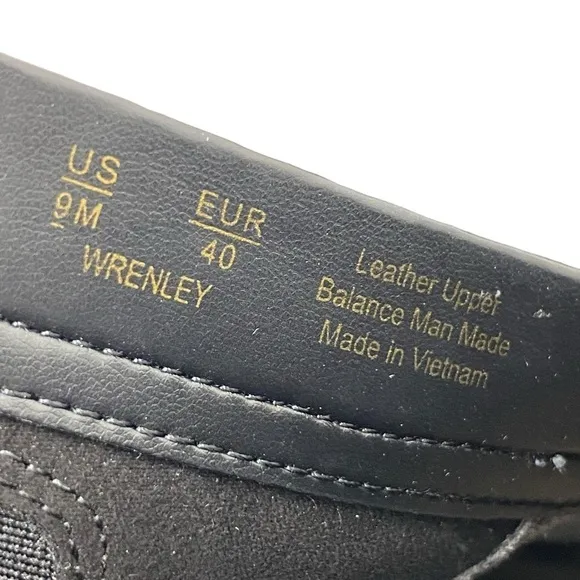 US
9M
EUR
40
WRENLEY
Leather Upper
Balance Man Made
Made in Vietnam